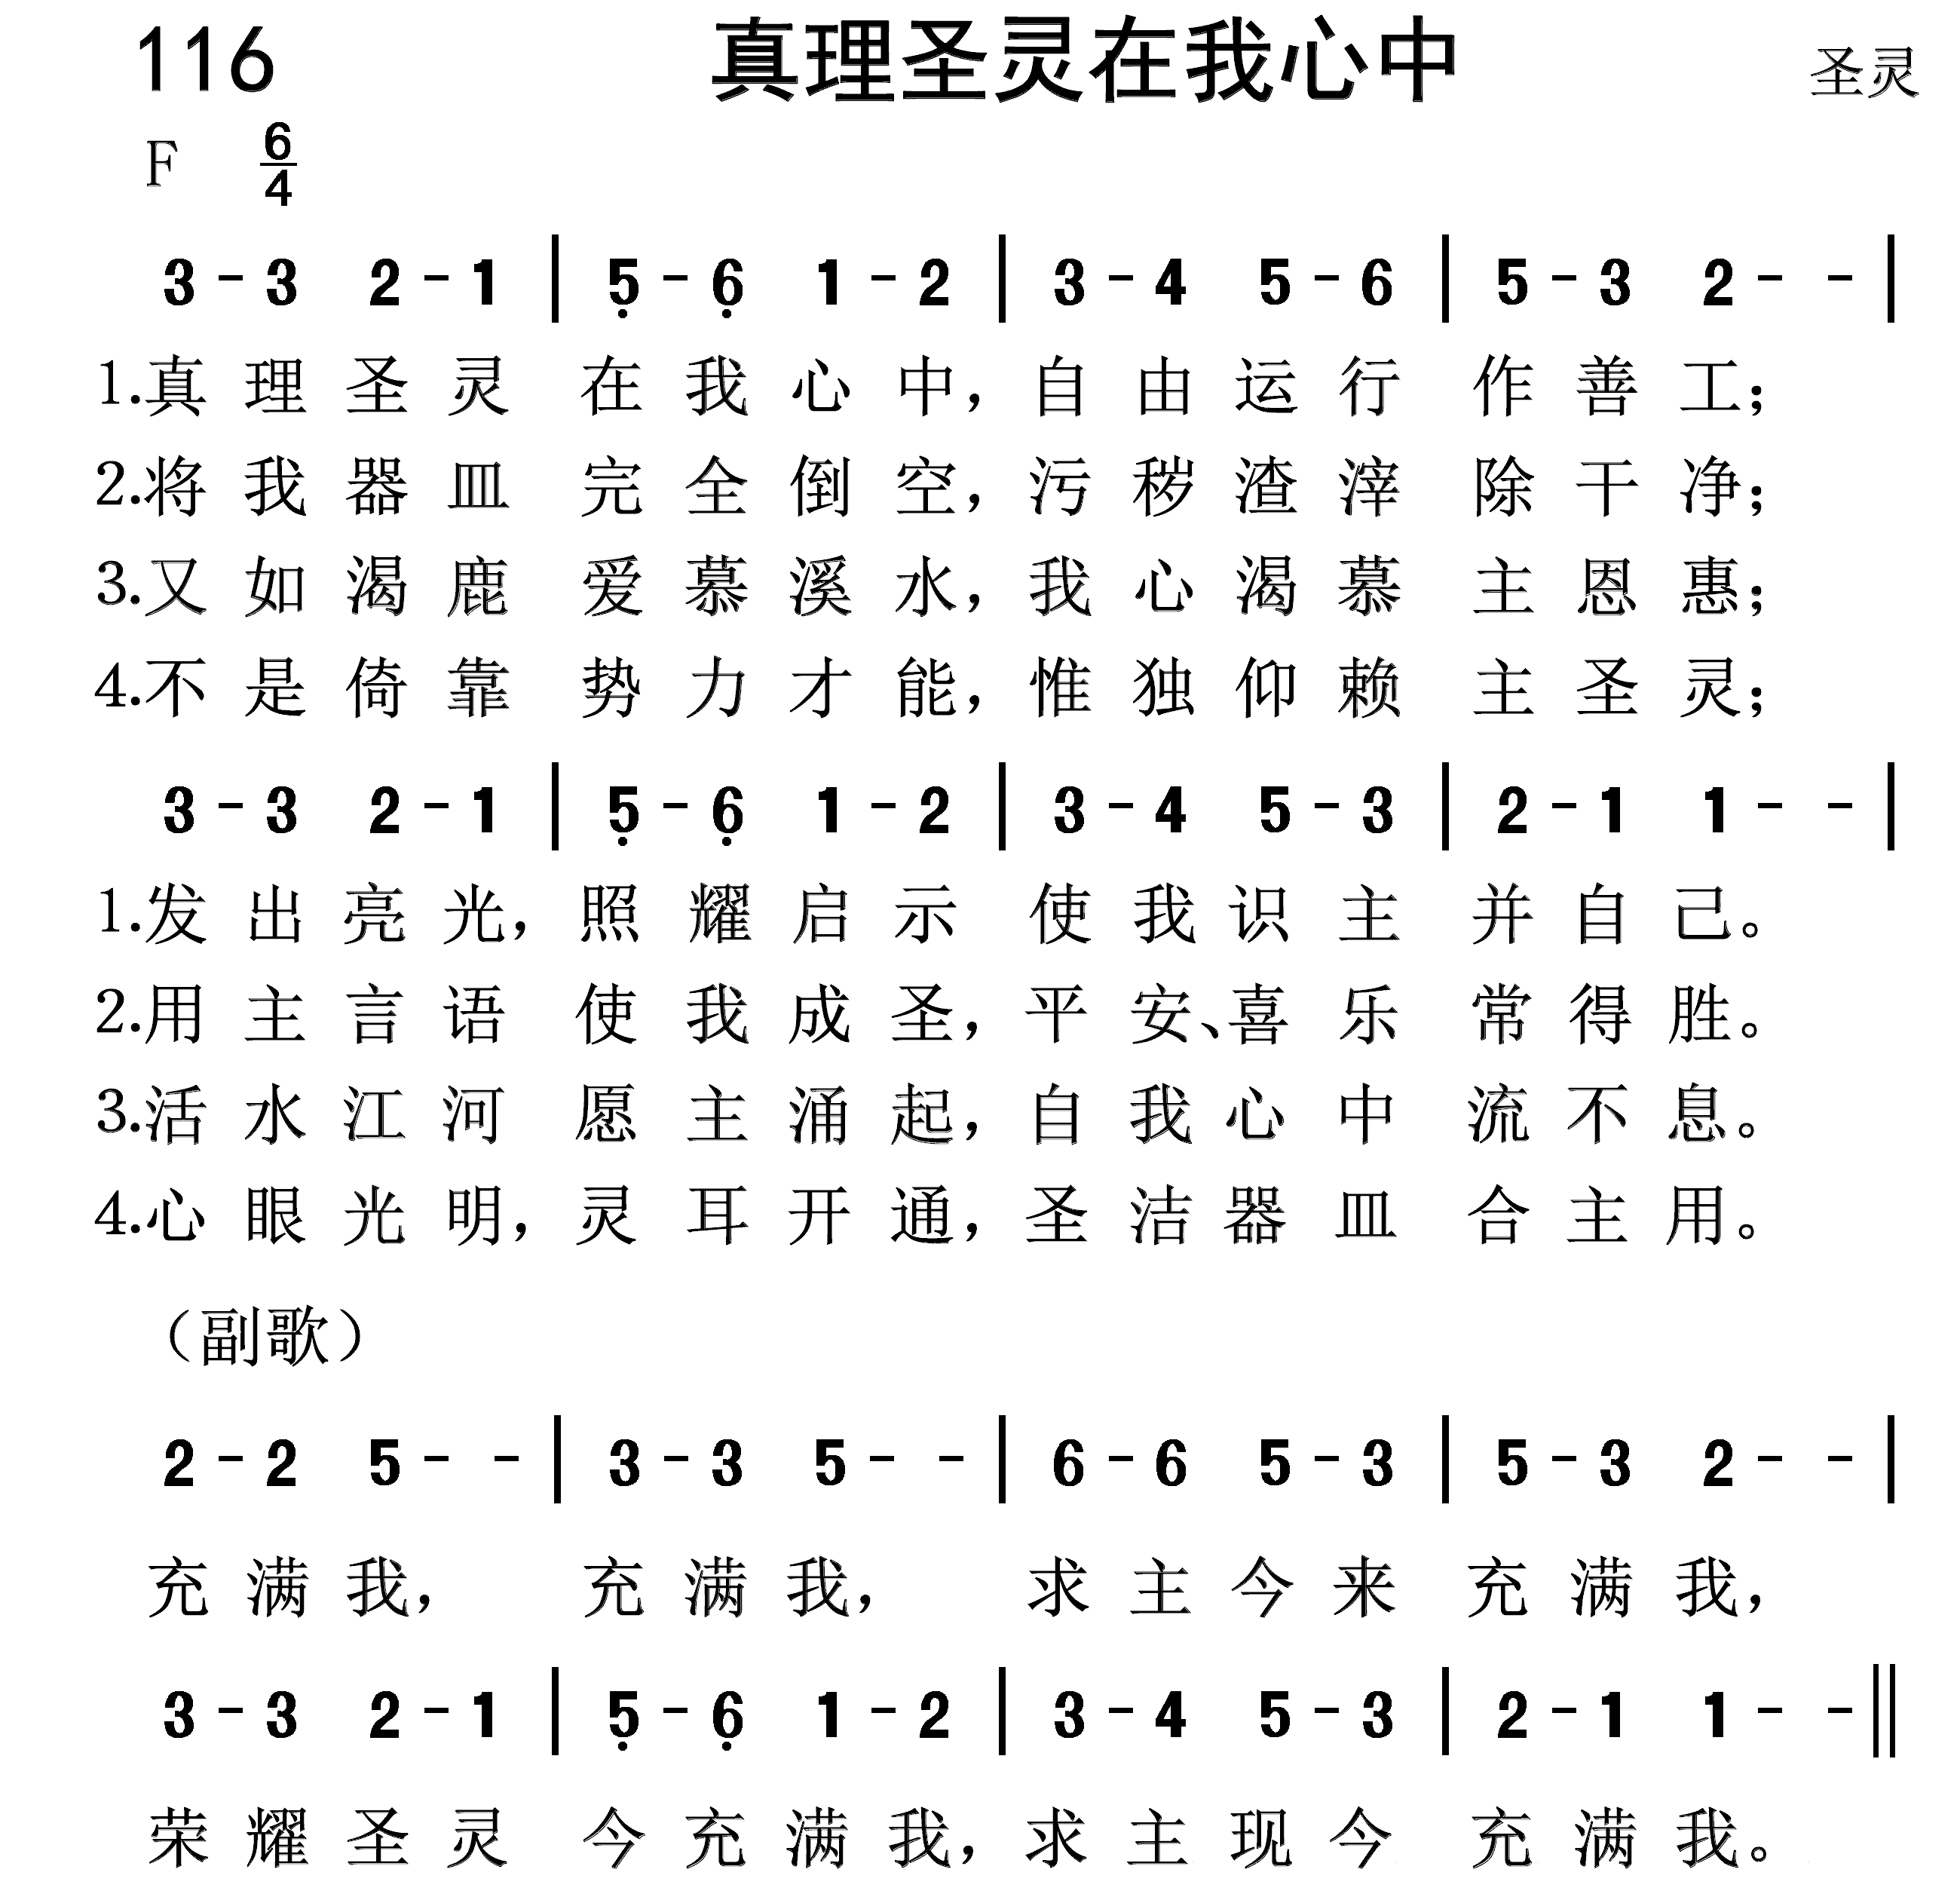 116 真理圣灵在我心中 圣灵
F 6/4
3 - 3 2 - 1 | 5̣ - 6̣ 1 - 2 | 3 - 4 5 - 6 | 5 - 3 2 - - |
1.真理圣灵 在我心中，自由运行 作善工；
2.将我器皿 完全倒空，污秽渣滓 除干净；
3.又如渴鹿 爱慕溪水，我心渴慕 主恩惠；
4.不是倚靠 势力才能，惟独仰赖 主圣灵；
3 - 3 2 - 1 | 5̣ - 6̣ 1 - 2 | 3 - 4 5 - 3 | 2 - 1 1 - - |
1.发出亮光，照耀启示 使我识主 并自己。
2.用主言语 使我成圣，平安、喜乐 常得胜。
3.活水江河 愿主涌起，自我心中 流不息。
4.心眼光明，灵耳开通，圣洁器皿 合主用。
（副歌）
2 - 2 5 - - | 3 - 3 5 - - | 6 - 6 5 - 3 | 5 - 3 2 - - |
充满我， 充满我， 求主今来 充满我，
3 - 3 2 - 1 | 5̣ - 6̣ 1 - 2 | 3 - 4 5 - 3 | 2 - 1 1 - - ‖
荣耀圣灵 今充满我，求主现今 充满我。